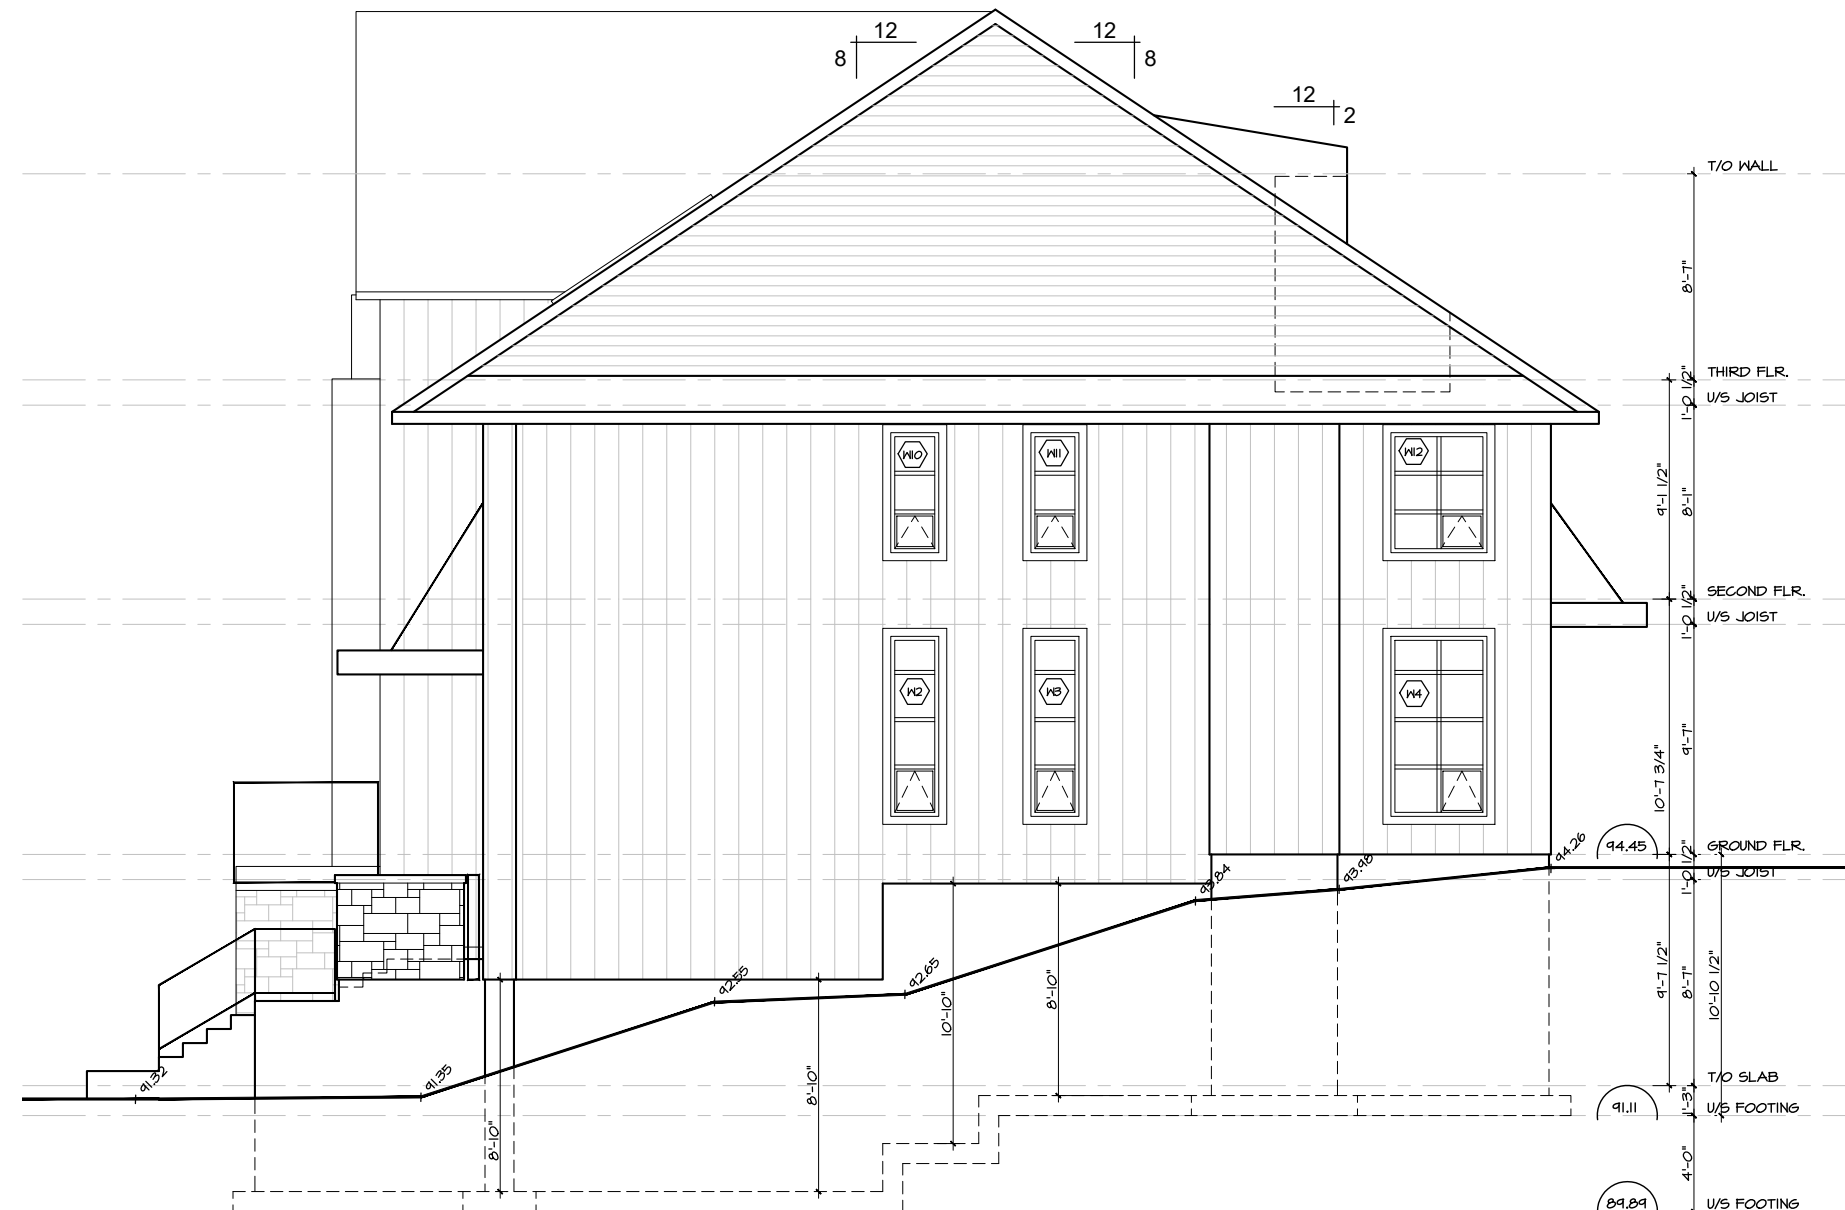 12
8
12
8
12
2
T/O WALL
8'-7"
THIRD FLR.
1'-0 1/2"
U/S JOIST
W10
W11
W12
9'-1 1/2"
8'-1"
SECOND FLR.
1'-0 1/2"
U/S JOIST
W2
W3
W4
9'-7"
10'-7 3/4"
94.45
GROUND FLR.
1'-0 1/2"
U/S JOIST
94.26
93.98
93.84
92.65
92.55
91.35
91.32
10'-10"
8'-10"
8'-10"
8'-10"
9'-7 1/2"
8'-7"
10'-10 1/2"
T/O SLAB
91.11
1'-3"
U/S FOOTING
4'-0"
89.89
U/S FOOTING